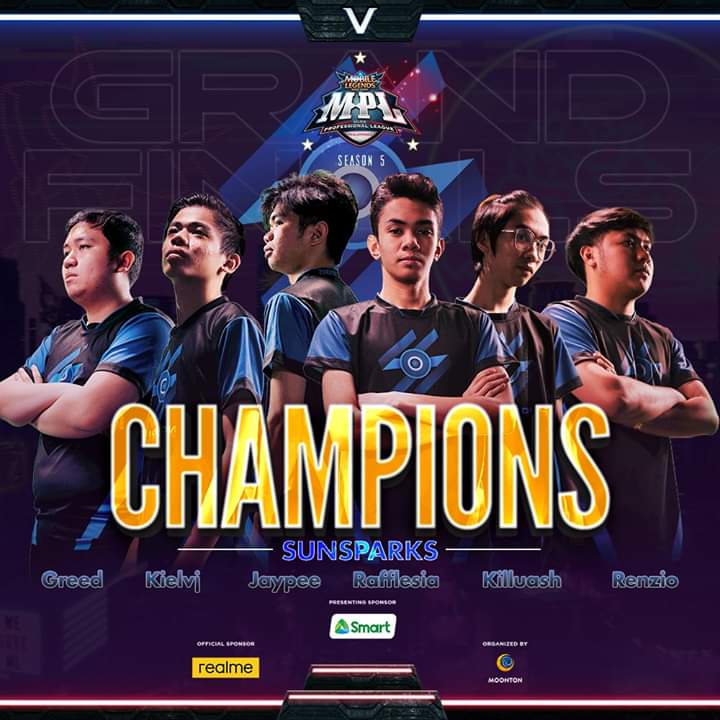 V
GRAND
FINALS
MOBILE
LEGENDS
MPL
PROFESSIONAL LEAGUE
PHILIPPINES
SEASON 5
CHAMPIONS
SUNSPARKS
Greed Kielvj Jaypee Rafflesia Killuash Renzio
PRESENTING SPONSOR
Smart
OFFICIAL SPONSOR
realme
ORGANIZED BY
MOONTON